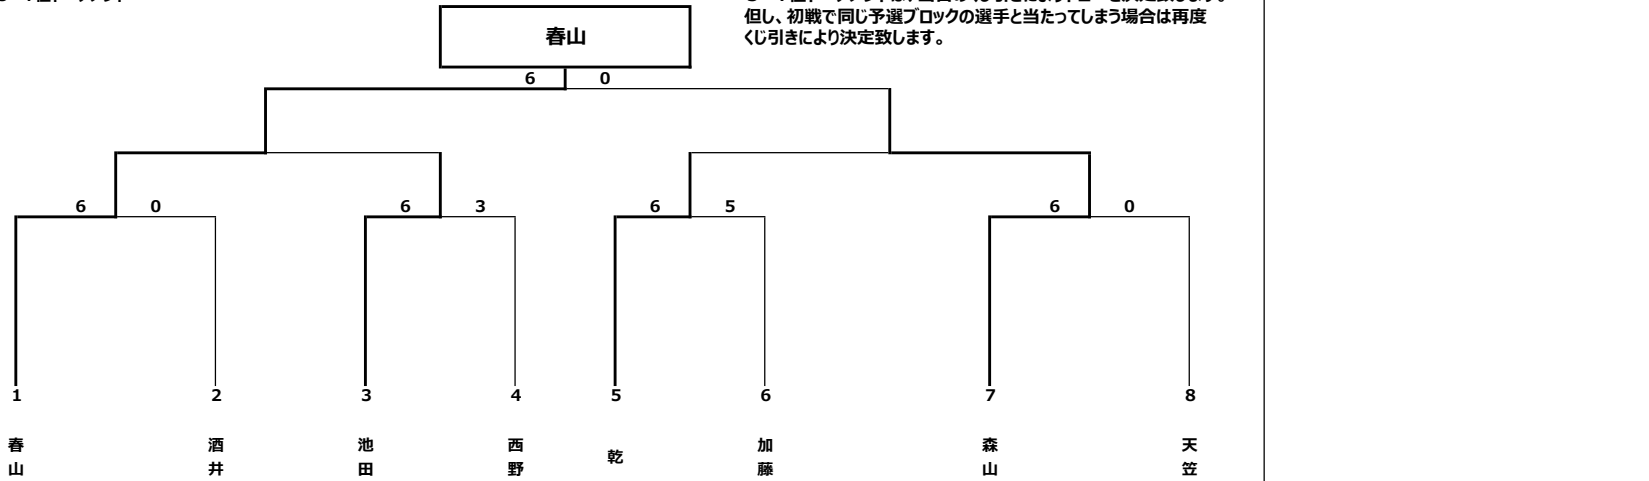 春山
但し、初戦で同じ予選ブロックの選手と当たってしまう場合は再度
くじ引きにより決定致します。
6 0
6 0 6 3 6 5 6 0
1 2 3 4 5 6 7 8
春山 酒井 池田 西野 乾 加藤 森山 天笠